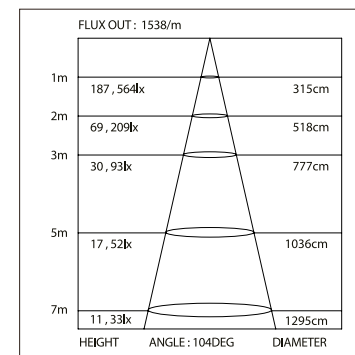 FLUX OUT : 1538/m
1m
187 , 564lx 315cm
2m
69 , 209lx 518cm
3m
30 , 93lx 777cm
5m
17 , 52lx 1036cm
7m
11 , 33lx 1295cm
HEIGHT ANGLE : 104DEG DIAMETER